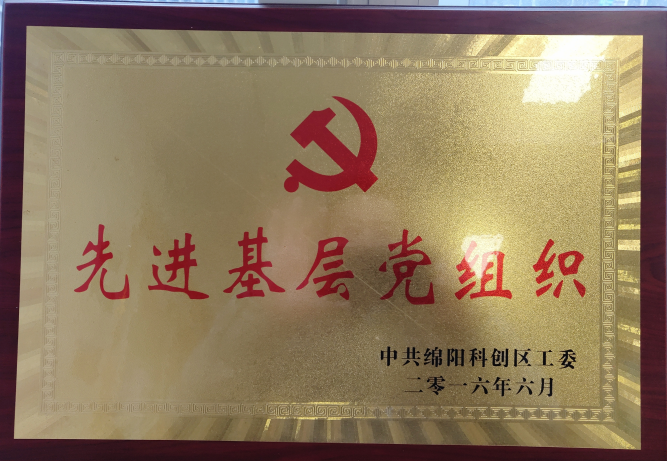 先进基层党组织
中共绵阳科创区工委
二零一六年六月